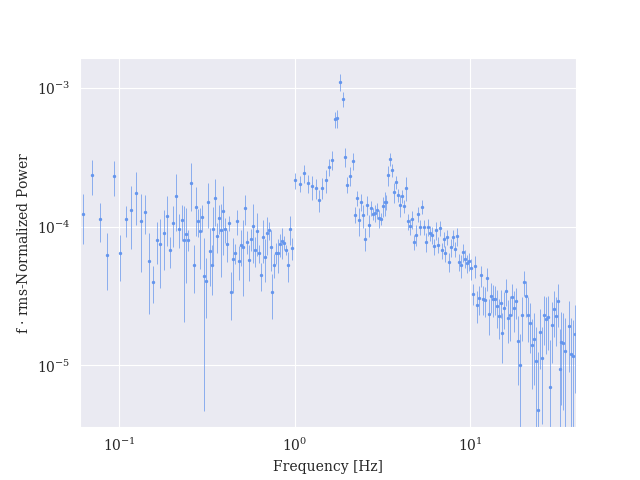 10⁻³
10⁻⁴
10⁻⁵
f · rms-Normalized Power
10⁻¹ 10⁰ 10¹
Frequency [Hz]